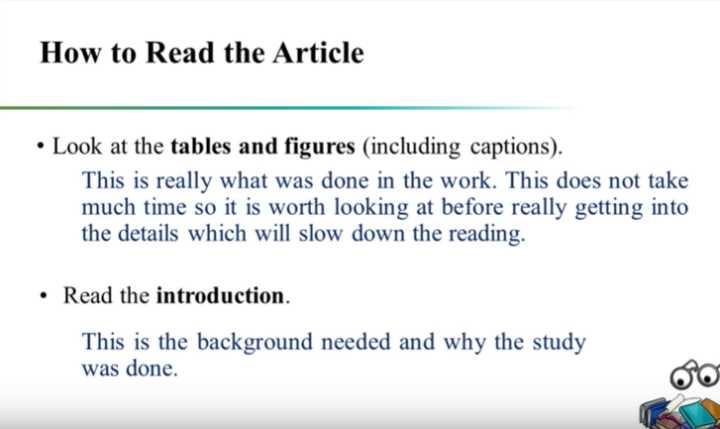 How to Read the Article
• Look at the tables and figures (including captions).
This is really what was done in the work. This does not take
much time so it is worth looking at before really getting into
the details which will slow down the reading.
• Read the introduction.
This is the background needed and why the study
was done.